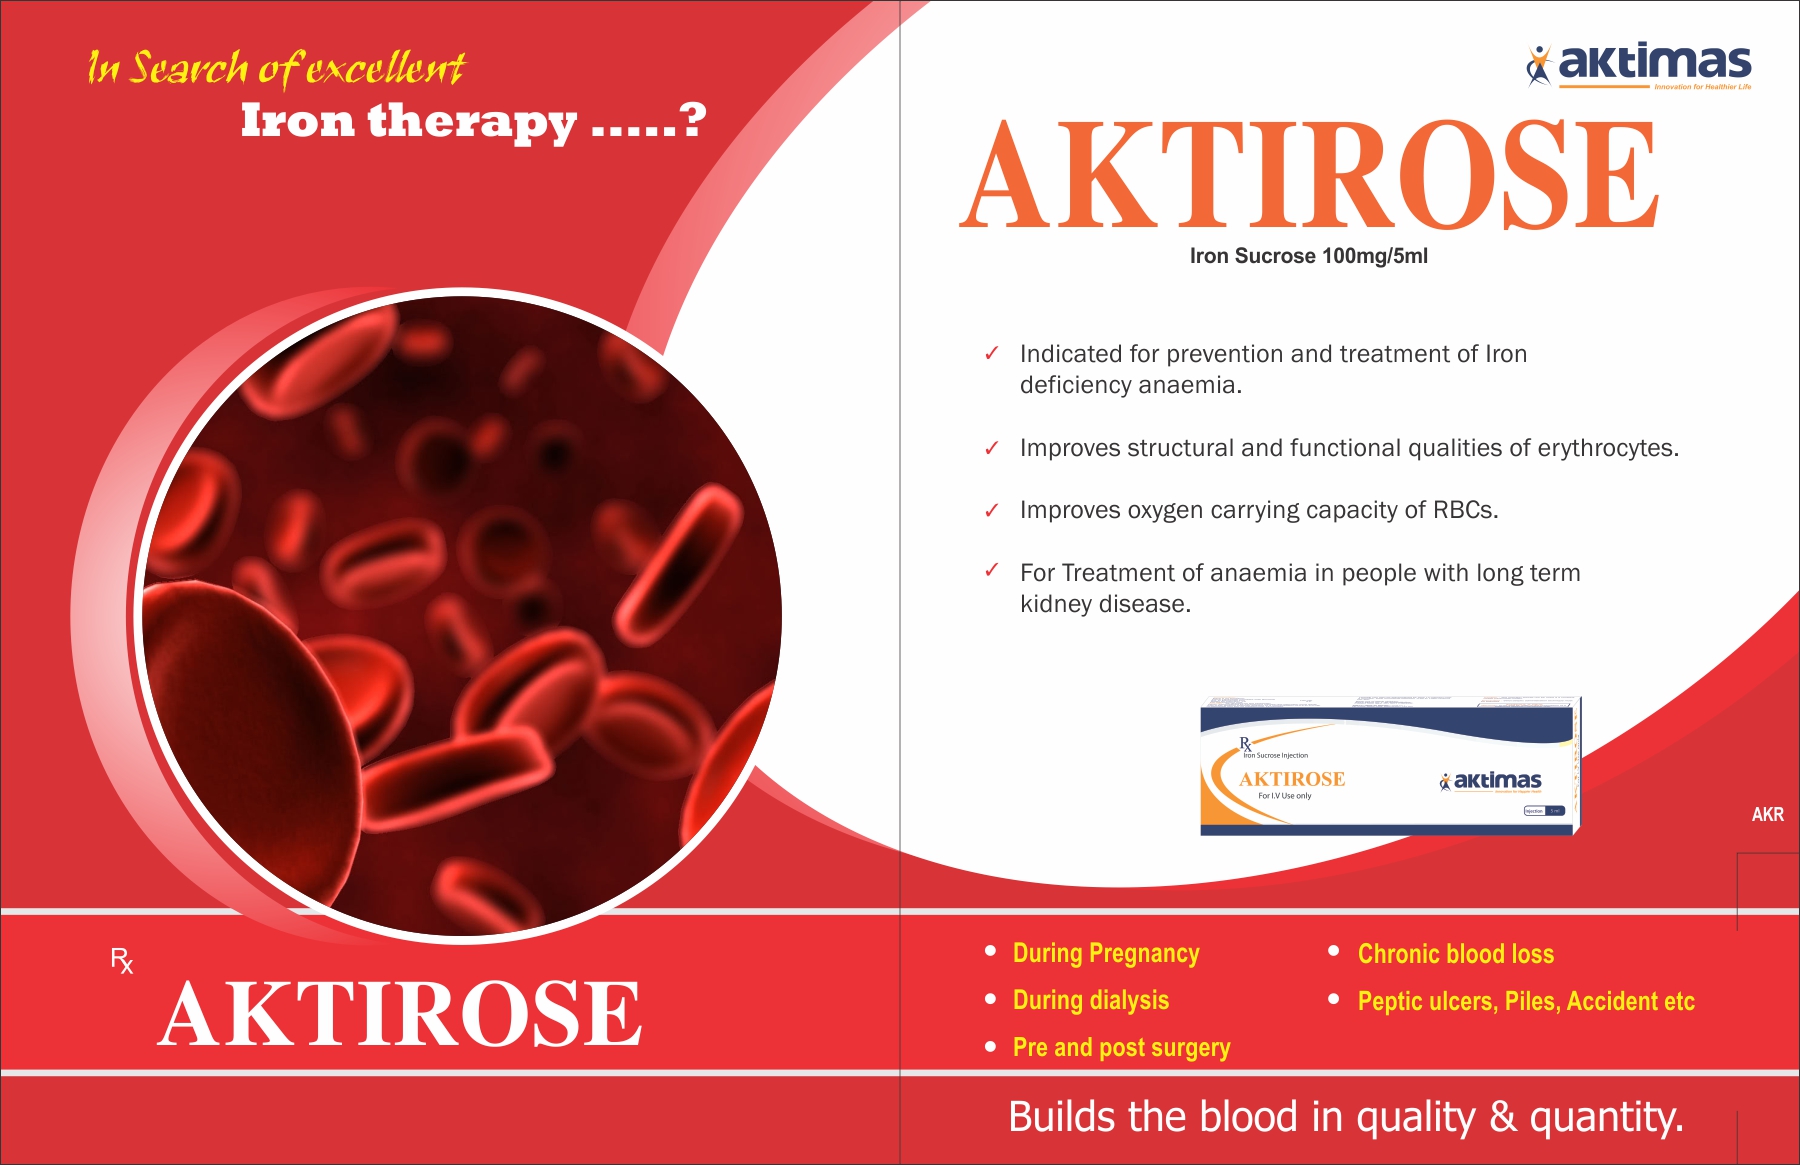 In Search of excellent
Iron therapy .....?
Rx
AKTIROSE
aktimas
Innovation for Healthier Life
AKTIROSE
Iron Sucrose 100mg/5ml
✓ Indicated for prevention and treatment of Iron
deficiency anaemia.
✓ Improves structural and functional qualities of erythrocytes.
✓ Improves oxygen carrying capacity of RBCs.
✓ For Treatment of anaemia in people with long term
kidney disease.
Rx
Iron Sucrose Injection
AKTIROSE
For I.V Use only
aktimas
Injection 5 ml
AKR
• During Pregnancy
• During dialysis
• Pre and post surgery
• Chronic blood loss
• Peptic ulcers, Piles, Accident etc
Builds the blood in quality & quantity.